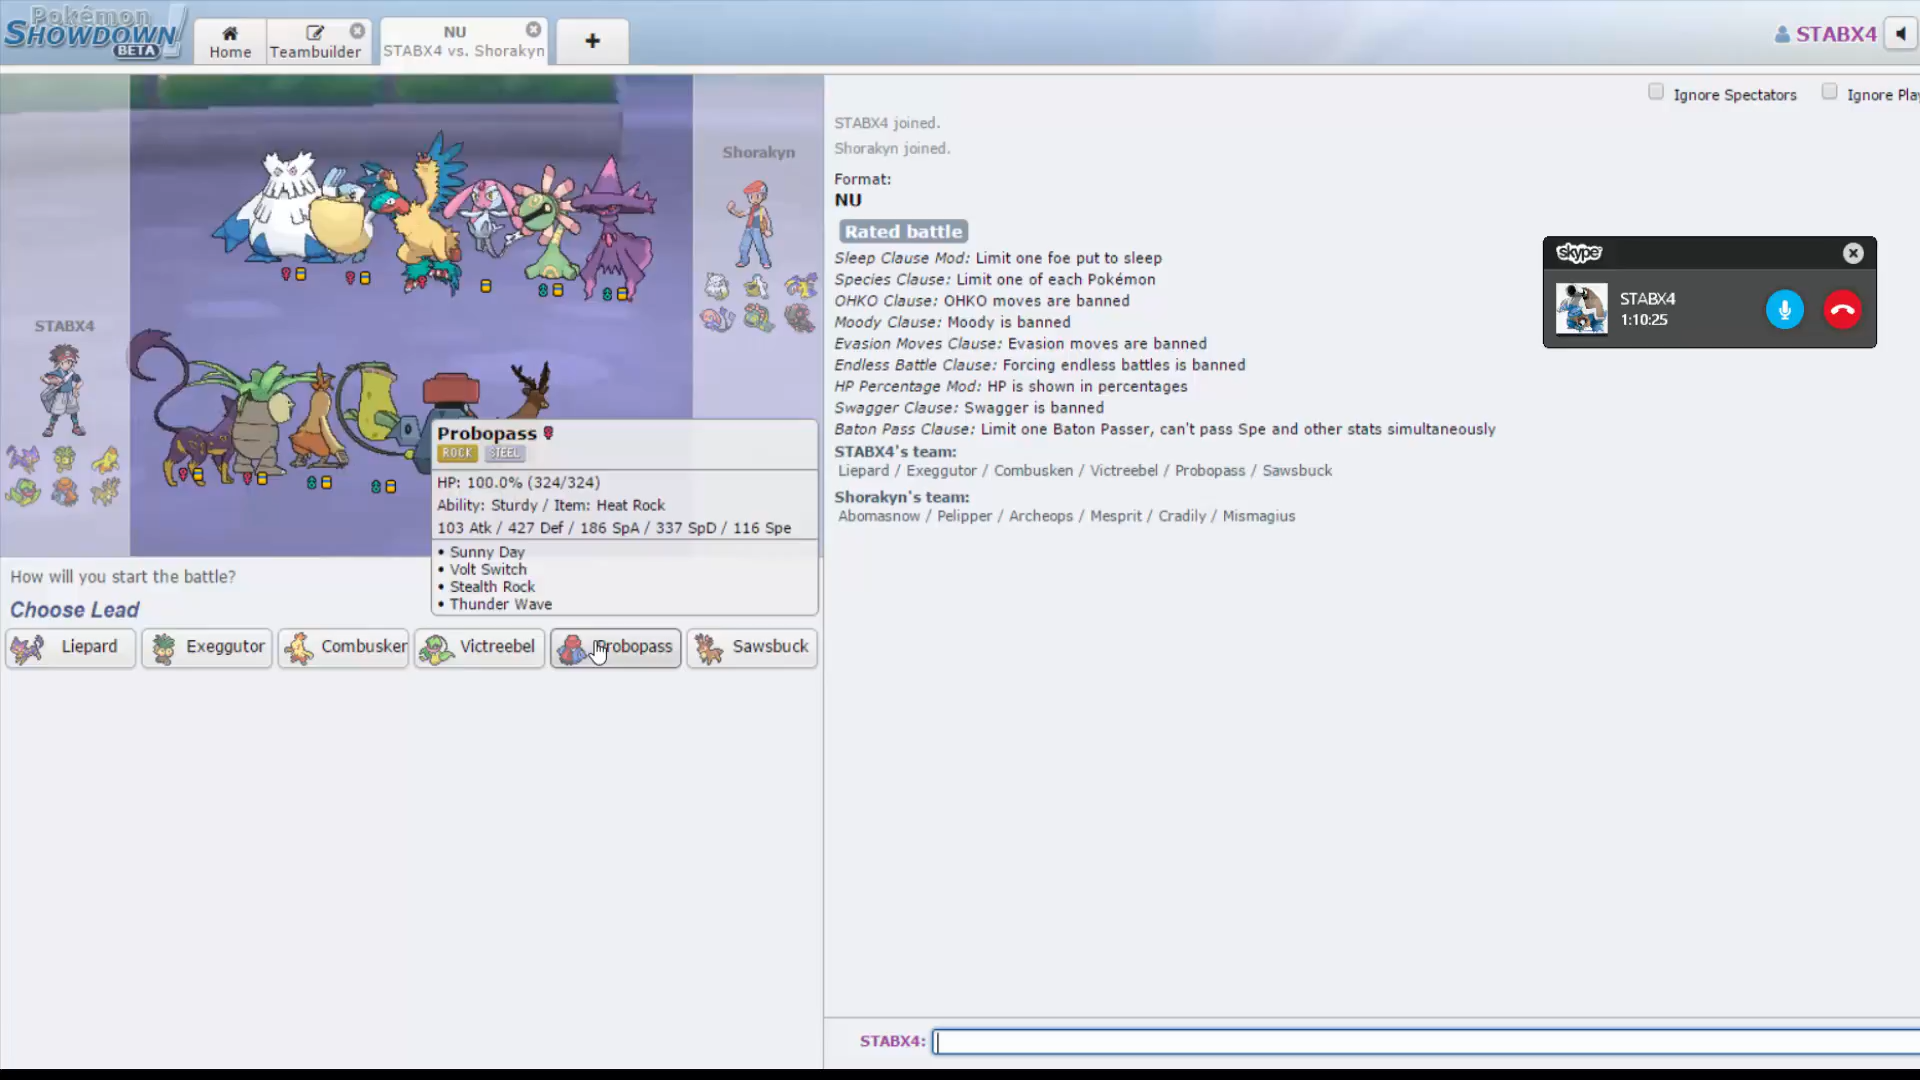 Pokémon
SHOWDOWN!
BETA
Home
Teambuilder
NU
STABX4 vs. Shorakyn
+
STABX4
Ignore Spectators
Ignore Pla
Shorakyn
STABX4
STABX4 joined.
Shorakyn joined.
Format:
NU
Rated battle
Sleep Clause Mod: Limit one foe put to sleep
Species Clause: Limit one of each Pokémon
OHKO Clause: OHKO moves are banned
Moody Clause: Moody is banned
Evasion Moves Clause: Evasion moves are banned
Endless Battle Clause: Forcing endless battles is banned
HP Percentage Mod: HP is shown in percentages
Swagger Clause: Swagger is banned
Baton Pass Clause: Limit one Baton Passer, can't pass Spe and other stats simultaneously
STABX4's team:
Liepard / Exeggutor / Combusken / Victreebel / Probopass / Sawsbuck
Shorakyn's team:
Abomasnow / Pelipper / Archeops / Mesprit / Cradily / Mismagius
skype
STABX4
1:10:25
Probopass
ROCK STEEL
HP: 100.0% (324/324)
Ability: Sturdy / Item: Heat Rock
103 Atk / 427 Def / 186 SpA / 337 SpD / 116 Spe
• Sunny Day
• Volt Switch
• Stealth Rock
• Thunder Wave
How will you start the battle?
Choose Lead
Liepard
Exeggutor
Combusken
Victreebel
Probopass
Sawsbuck
STABX4: